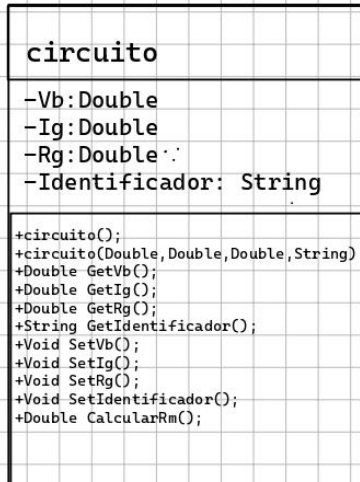 circuito
-Vb:Double
-Ig:Double
-Rg:Double
-Identificador: String
+circuito();
+circuito(Double,Double,Double,String)
+Double GetVb();
+Double GetIg();
+Double GetRg();
+String GetIdentificador();
+Void SetVb();
+Void SetIg();
+Void SetRg();
+Void SetIdentificador();
+Double CalcularRm();